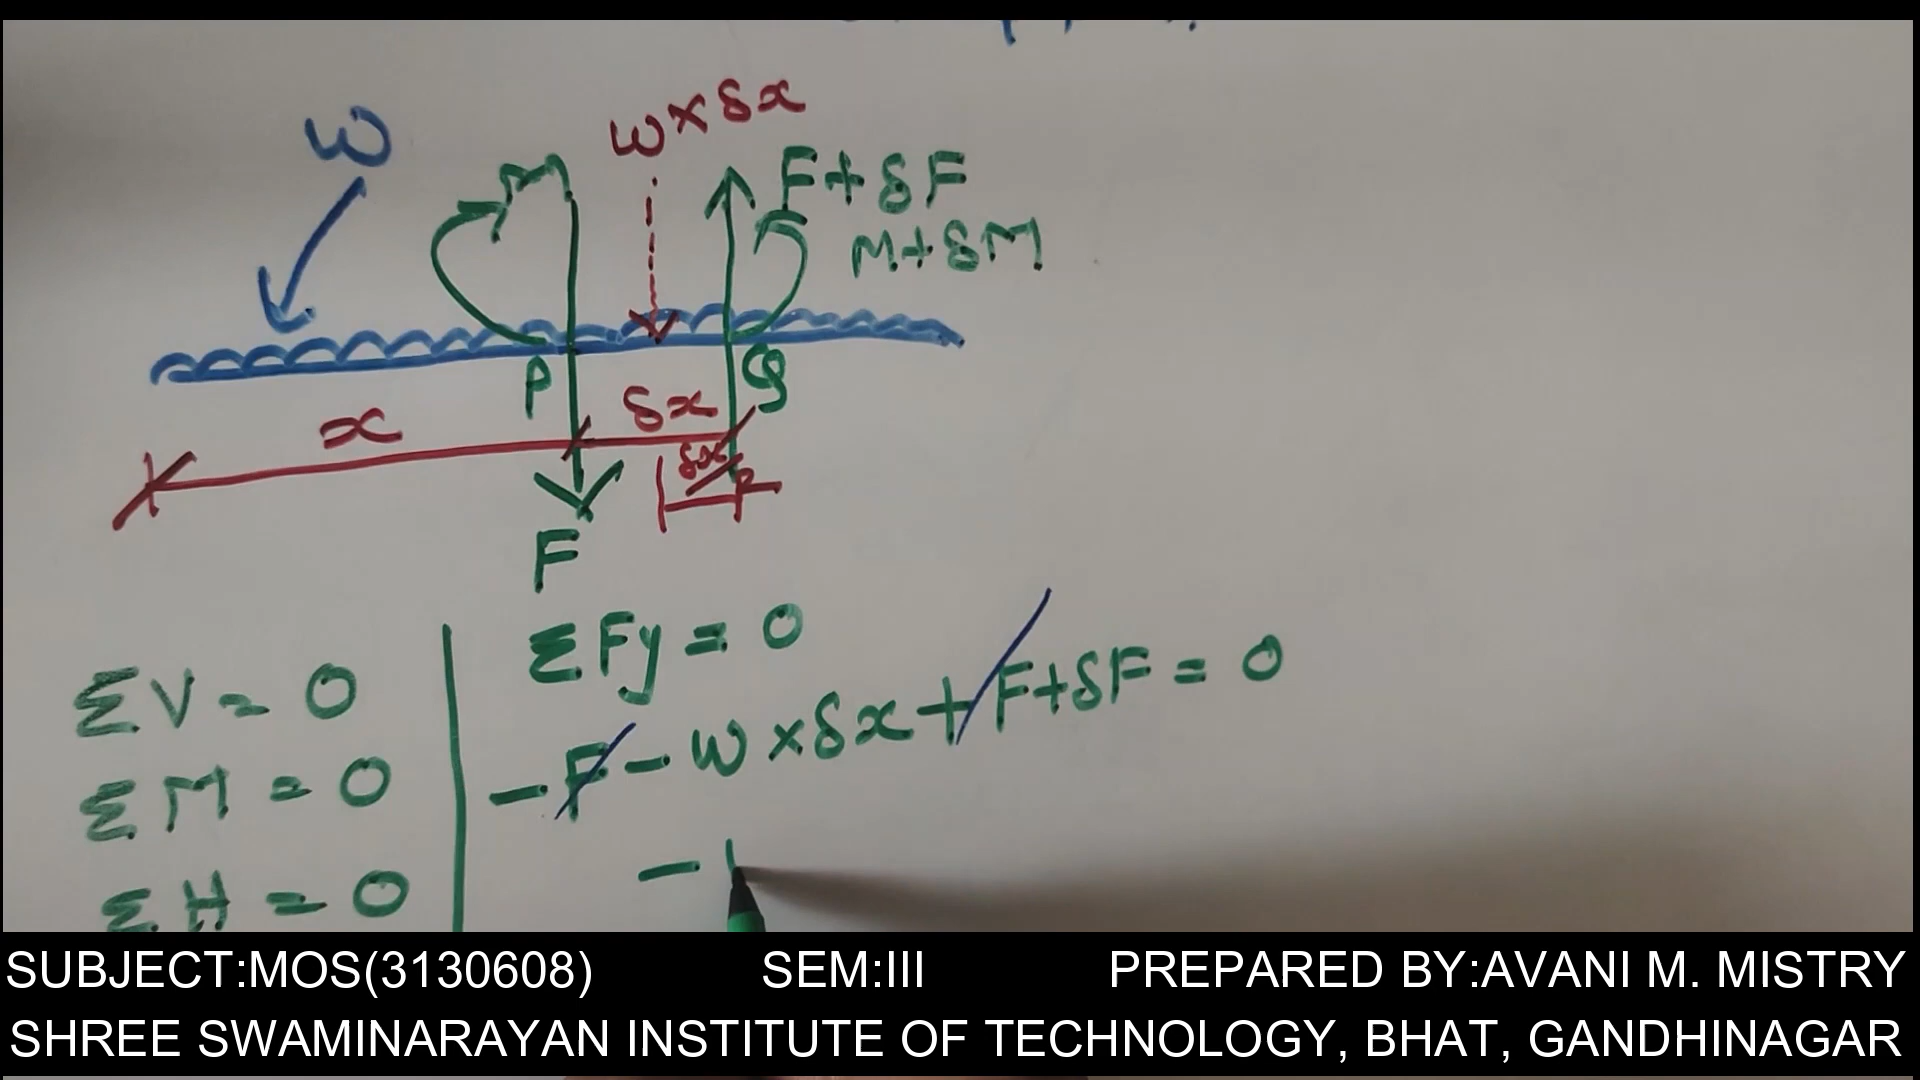 w
w×δx
M
F+δF
M+δM
P
Q
x
δx
δx/2
F
ΣV = 0
ΣM = 0
ΣH = 0
ΣFy = 0
-F - w×δx + F+δF = 0
-
SUBJECT:MOS(3130608) SEM:III PREPARED BY:AVANI M. MISTRY
SHREE SWAMINARAYAN INSTITUTE OF TECHNOLOGY, BHAT, GANDHINAGAR